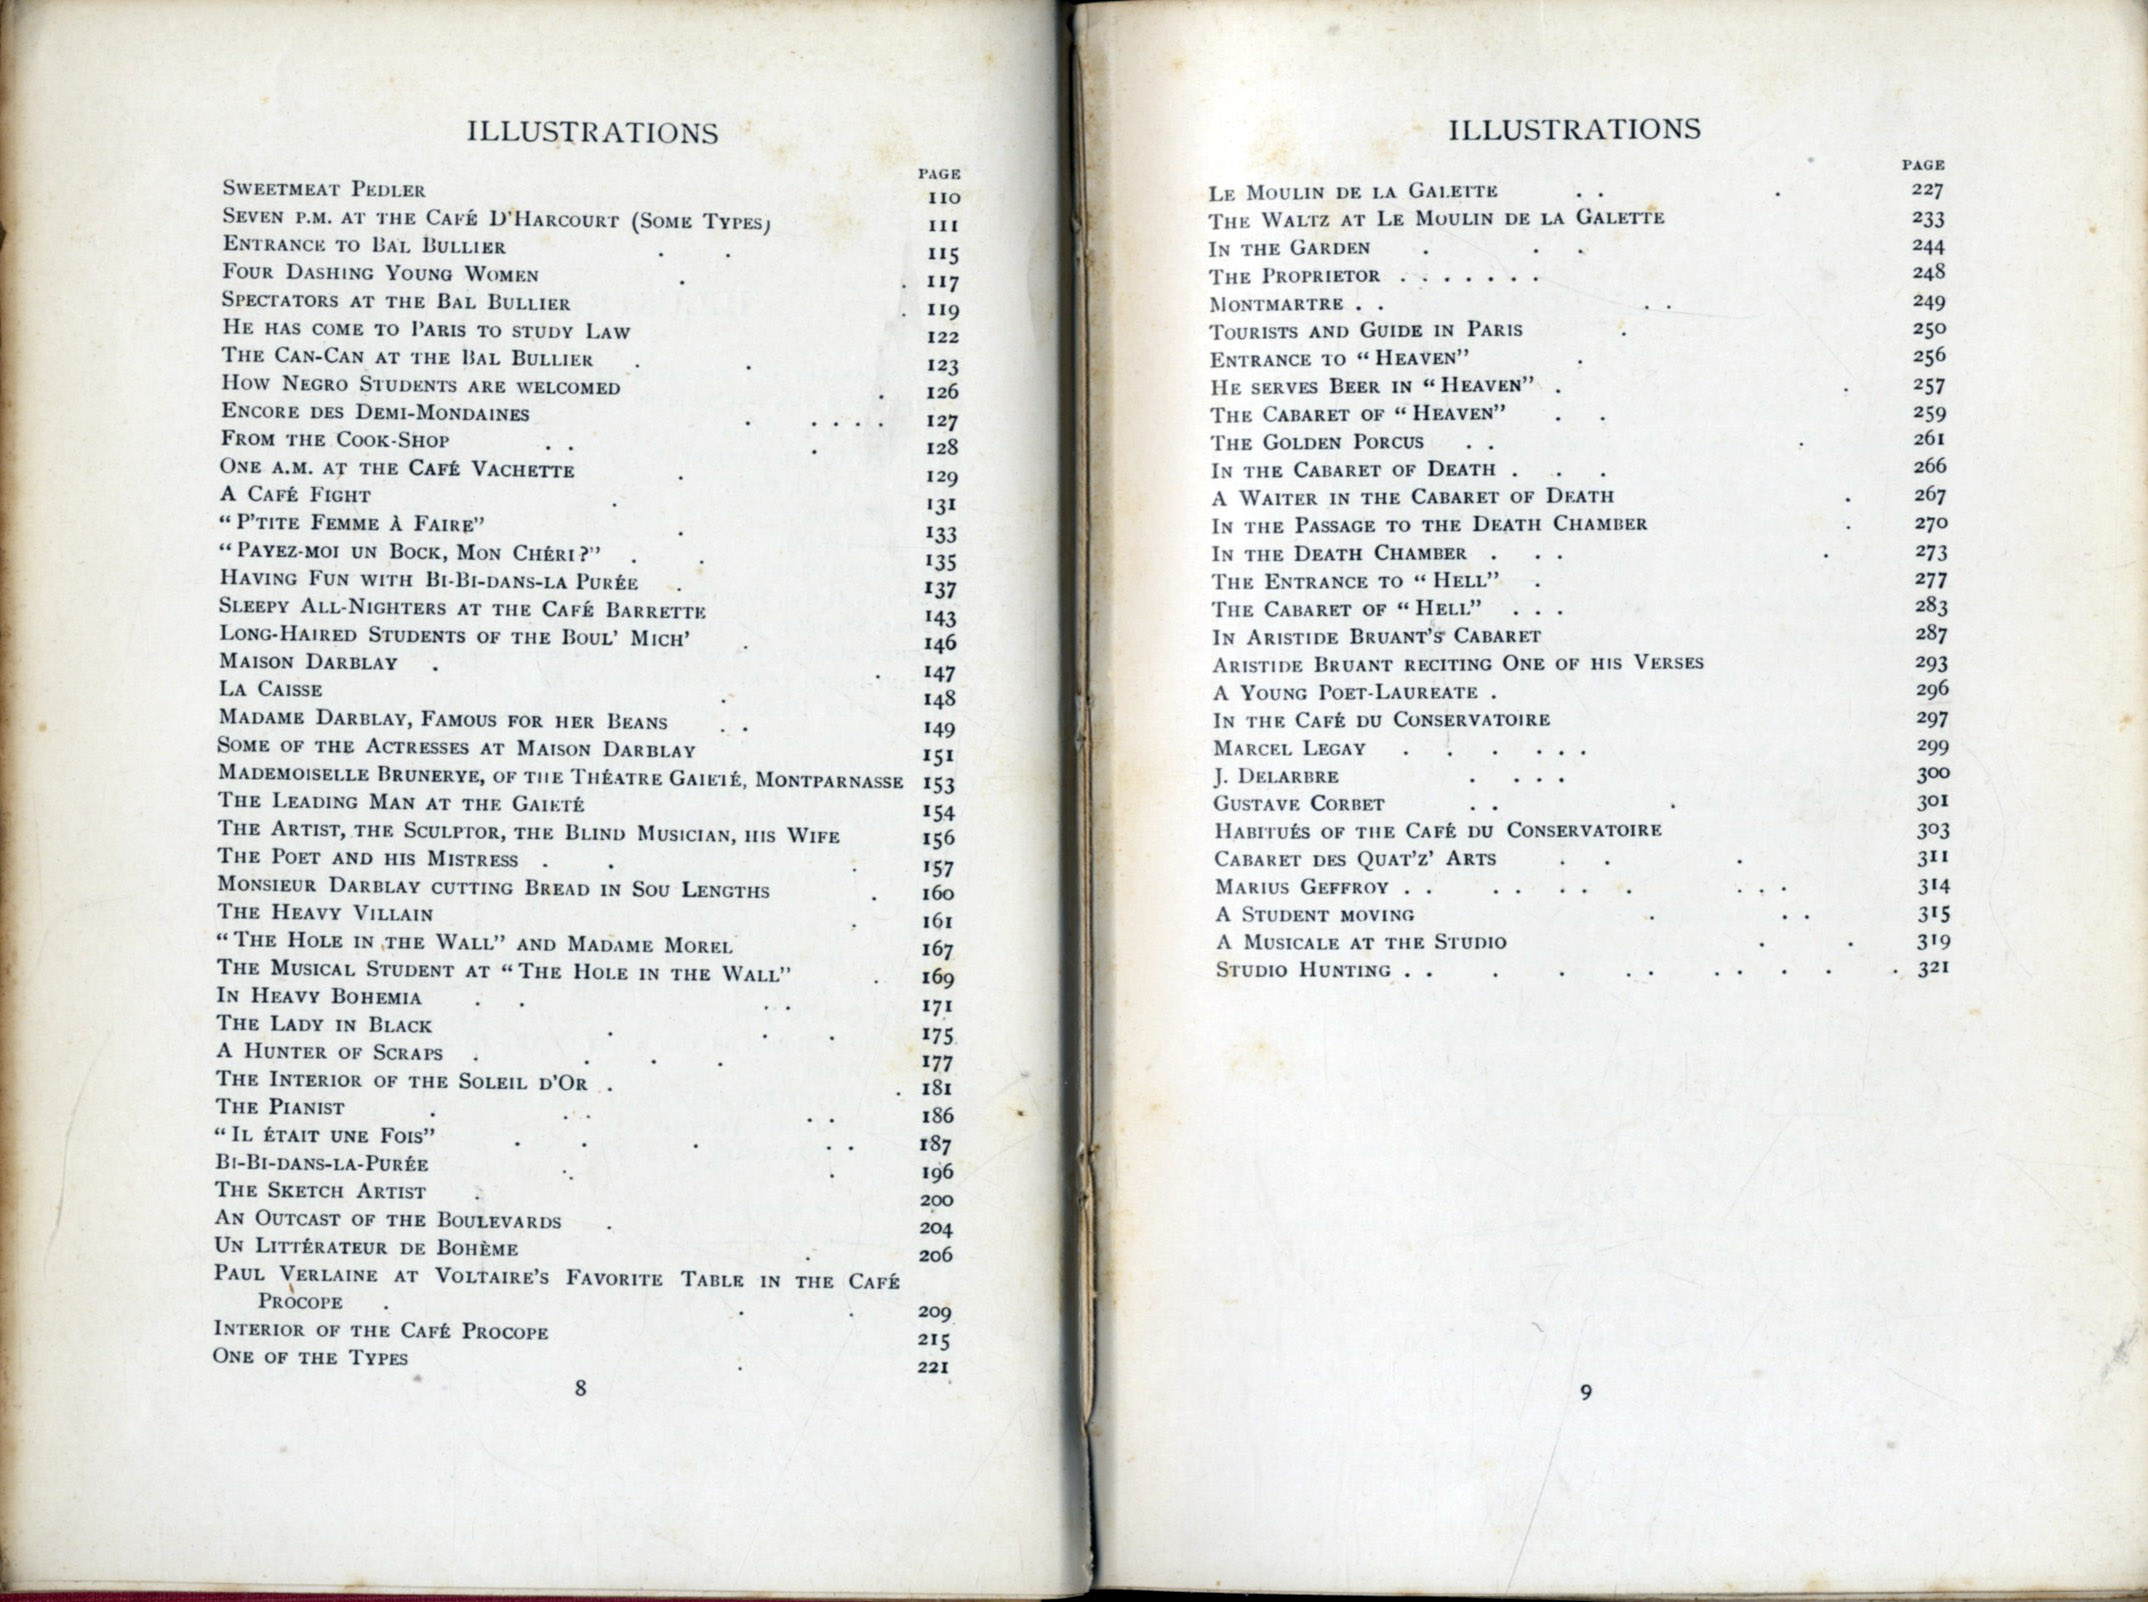 ILLUSTRATIONS
PAGE
Sweetmeat Pedler 110
Seven p.m. at the Café D'Harcourt (Some Types) 111
Entrance to Bal Bullier . . 115
Four Dashing Young Women . . 117
Spectators at the Bal Bullier . 119
He has come to Paris to study Law 122
The Can-Can at the Bal Bullier . . 123
How Negro Students are welcomed . 126
Encore des Demi-Mondaines . . . . . 127
From the Cook-Shop . . . 128
One a.m. at the Café Vachette . 129
A Café Fight . 131
“P'tite Femme à Faire” . 133
“Payez-moi un Bock, Mon Chéri?” . . 135
Having Fun with Bi-Bi-dans-la Purée . 137
Sleepy All-Nighters at the Café Barrette 143
Long-Haired Students of the Boul' Mich' . 146
Maison Darblay . . 147
La Caisse . 148
Madame Darblay, Famous for her Beans . . 149
Some of the Actresses at Maison Darblay 151
Mademoiselle Brunerye, of the Théatre Gaieté, Montparnasse 153
The Leading Man at the Gaieté 154
The Artist, the Sculptor, the Blind Musician, his Wife 156
The Poet and his Mistress . . . 157
Monsieur Darblay cutting Bread in Sou Lengths . 160
The Heavy Villain . 161
“The Hole in the Wall” and Madame Morel 167
The Musical Student at “The Hole in the Wall” . 169
In Heavy Bohemia . . . . 171
The Lady in Black . . . 175
A Hunter of Scraps . . . . 177
The Interior of the Soleil d'Or . . 181
The Pianist . . . . . 186
“Il était une Fois” . . . . . 187
Bi-Bi-dans-la-Purée . . 196
The Sketch Artist . 200
An Outcast of the Boulevards . 204
Un Littérateur de Bohème . 206
Paul Verlaine at Voltaire's Favorite Table in the Café
Procope . . . 209
Interior of the Café Procope 215
One of the Types . 221
8
ILLUSTRATIONS
PAGE
Le Moulin de la Galette . . . 227
The Waltz at Le Moulin de la Galette 233
In the Garden . . . 244
The Proprietor . . . . . . . 248
Montmartre . . . . 249
Tourists and Guide in Paris . 250
Entrance to “Heaven” . 256
He serves Beer in “Heaven” . . 257
The Cabaret of “Heaven” . . 259
The Golden Porcus . . . 261
In the Cabaret of Death . . . 266
A Waiter in the Cabaret of Death . 267
In the Passage to the Death Chamber . 270
In the Death Chamber . . . . 273
The Entrance to “Hell” . 277
The Cabaret of “Hell” . . . 283
In Aristide Bruant's Cabaret 287
Aristide Bruant reciting One of his Verses 293
A Young Poet-Laureate . 296
In the Café du Conservatoire 297
Marcel Legay . . . . . . 299
J. Delarbre . . . . 300
Gustave Corbet . . . 301
Habitués of the Café du Conservatoire 303
Cabaret des Quat'z' Arts . . . 311
Marius Geffroy . . . . . . . . . . 314
A Student moving . . . 315
A Musicale at the Studio . . 319
Studio Hunting . . . . . . . . . . . 321
9